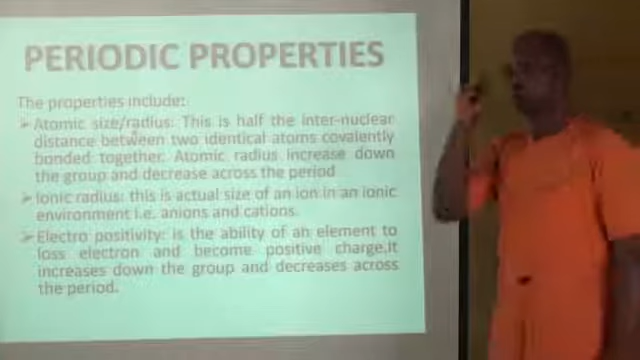 PERIODIC PROPERTIES
The properties include:
➢Atomic size/radius: This is half the inter-nuclear
distance between two identical atoms covalently
bonded together. Atomic radius increase down
the group and decrease across the period
➢Ionic radius: this is actual size of an ion in an ionic
environment i.e. anions and cations.
➢Electro positivity: is the ability of an element to
loss electron and become positive charge.It
increases down the group and decreases across
the period.